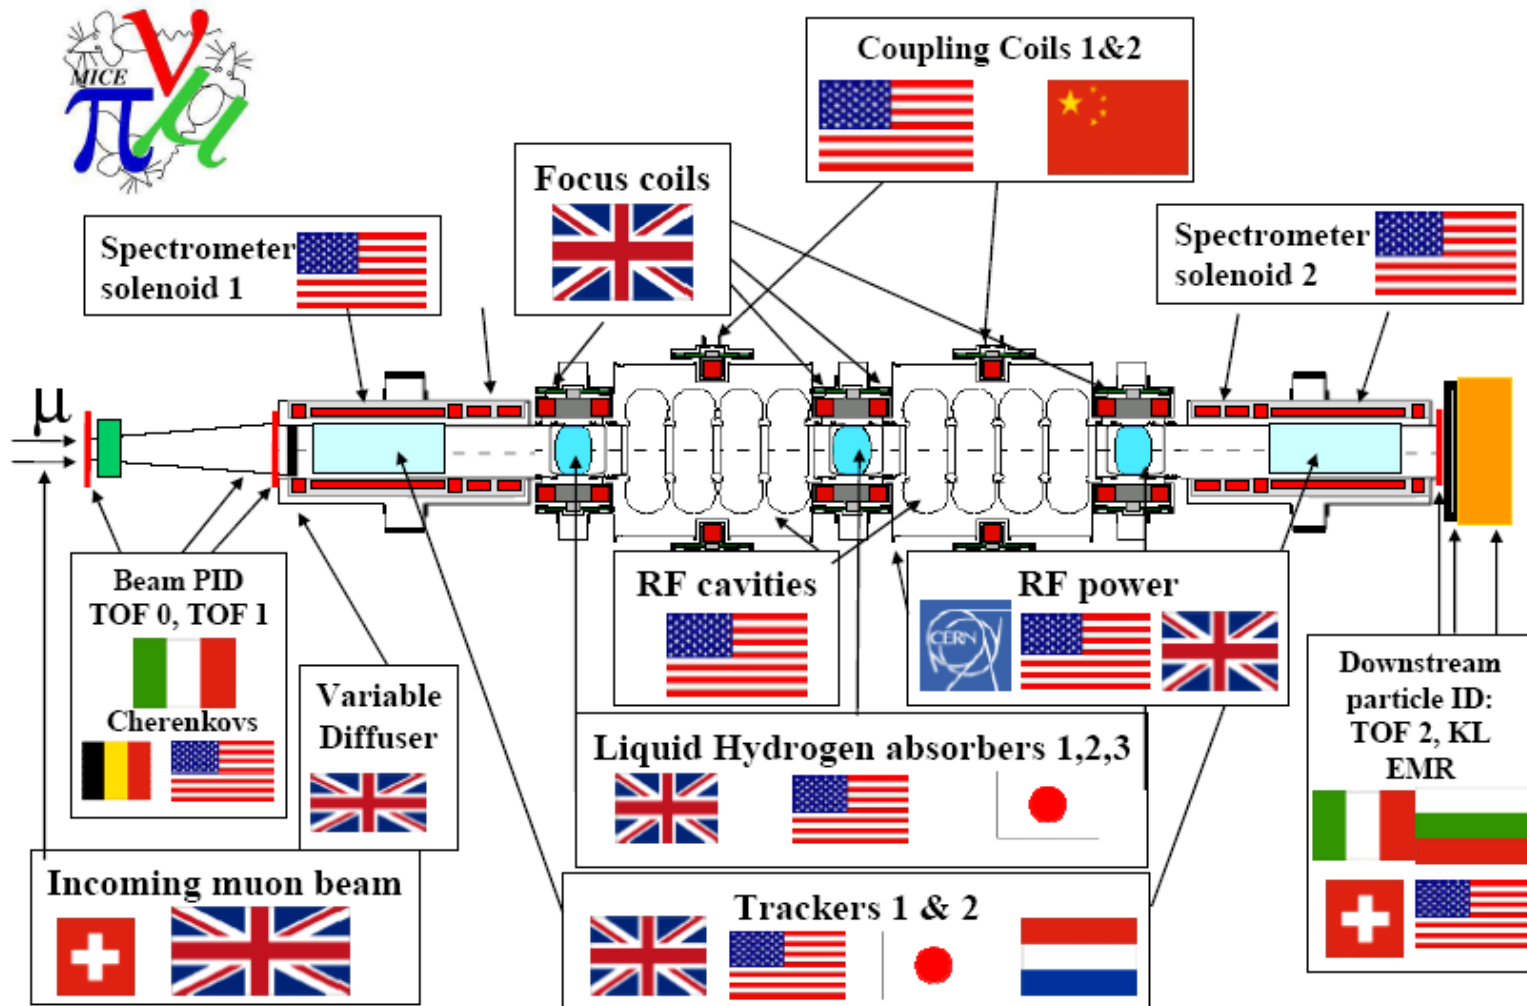 MICE
ν
π
μ
Coupling Coils 1&2
Focus coils
Spectrometer
solenoid 1
Spectrometer
solenoid 2
μ
Beam PID
TOF 0, TOF 1
Cherenkovs
Variable
Diffuser
RF cavities
RF power
CERN
Downstream
particle ID:
TOF 2, KL
EMR
Liquid Hydrogen absorbers 1,2,3
Incoming muon beam
Trackers 1 & 2